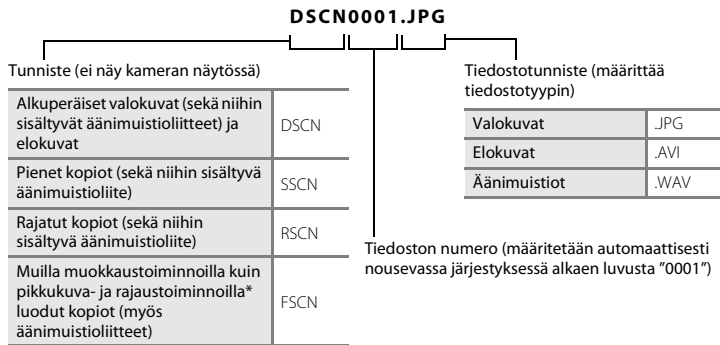 DSCN0001.JPG
Tunniste (ei näy kameran näytössä)
Alkuperäiset valokuvat (sekä niihin
sisältyvät äänimuistioliitteet) ja
elokuvat
DSCN
Pienet kopiot (sekä niihin sisältyvä
äänimuistioliite)
SSCN
Rajatut kopiot (sekä niihin
sisältyvä äänimuistioliite)
RSCN
Muilla muokkaustoiminnoilla kuin
pikkukuva- ja rajaustoiminnoilla*
luodut kopiot (myös
äänimuistioliitteet)
FSCN
Tiedostotunniste (määrittää
tiedostotyypin)
Valokuvat .JPG
Elokuvat .AVI
Äänimuistiot .WAV
Tiedoston numero (määritetään automaattisesti
nousevassa järjestyksessä alkaen luvusta "0001")